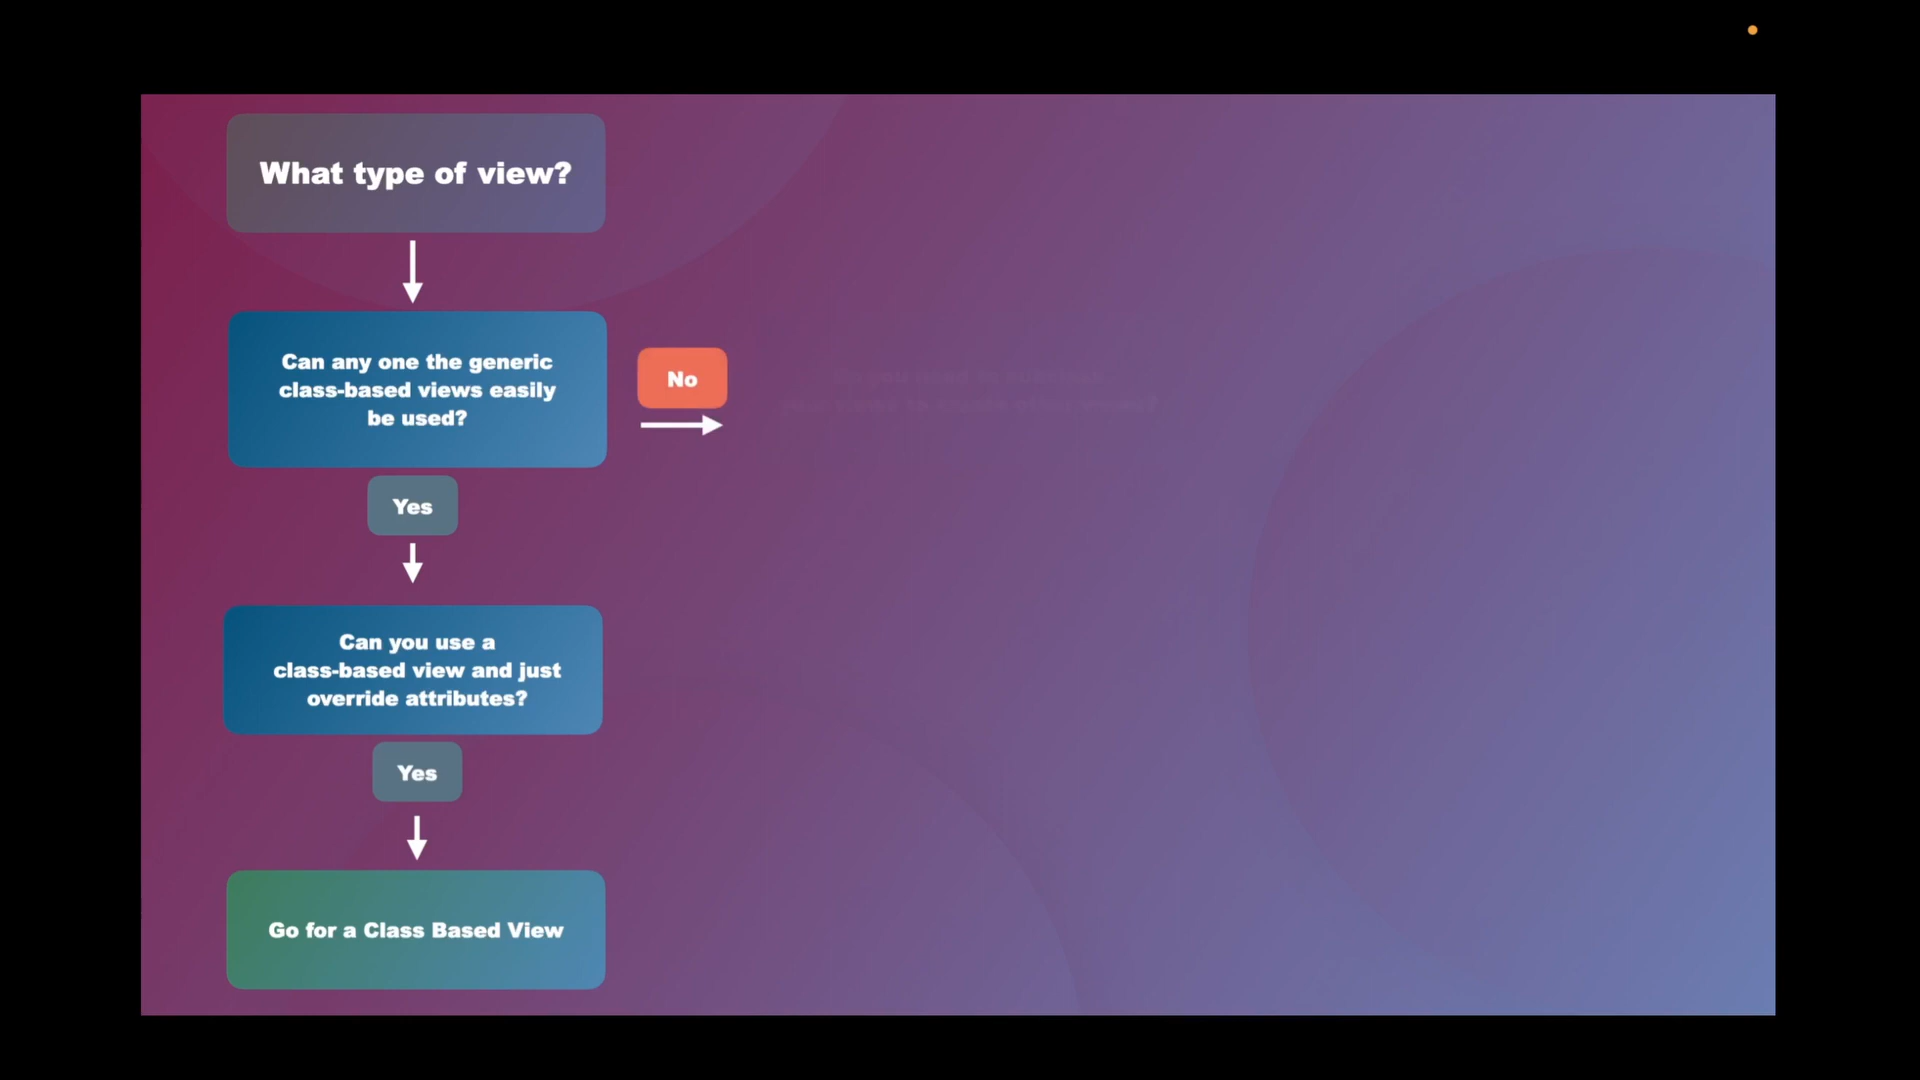 What type of view?
Can any one the generic
class-based views easily
be used?
No
Yes
Can you use a
class-based view and just
override attributes?
Yes
Go for a Class Based View